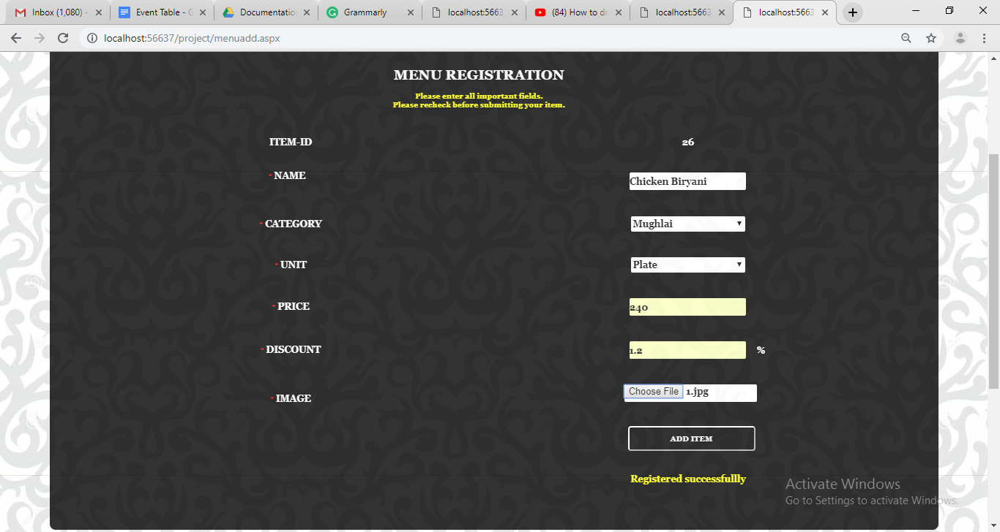 Inbox (1,080) -
Event Table - G
Documentatio
Grammarly
localhost:5663
(84) How to dr
localhost:5663
localhost:5663
localhost:56637/project/menuadd.aspx
MENU REGISTRATION
Please enter all important fields.
Please recheck before submitting your item.
ITEM-ID 26
* NAME Chicken Biryani
* CATEGORY Mughlai
* UNIT Plate
* PRICE 240
* DISCOUNT 1.2 %
* IMAGE Choose File 1.jpg
ADD ITEM
Registered successfullly
Activate Windows
Go to Settings to activate Windows.